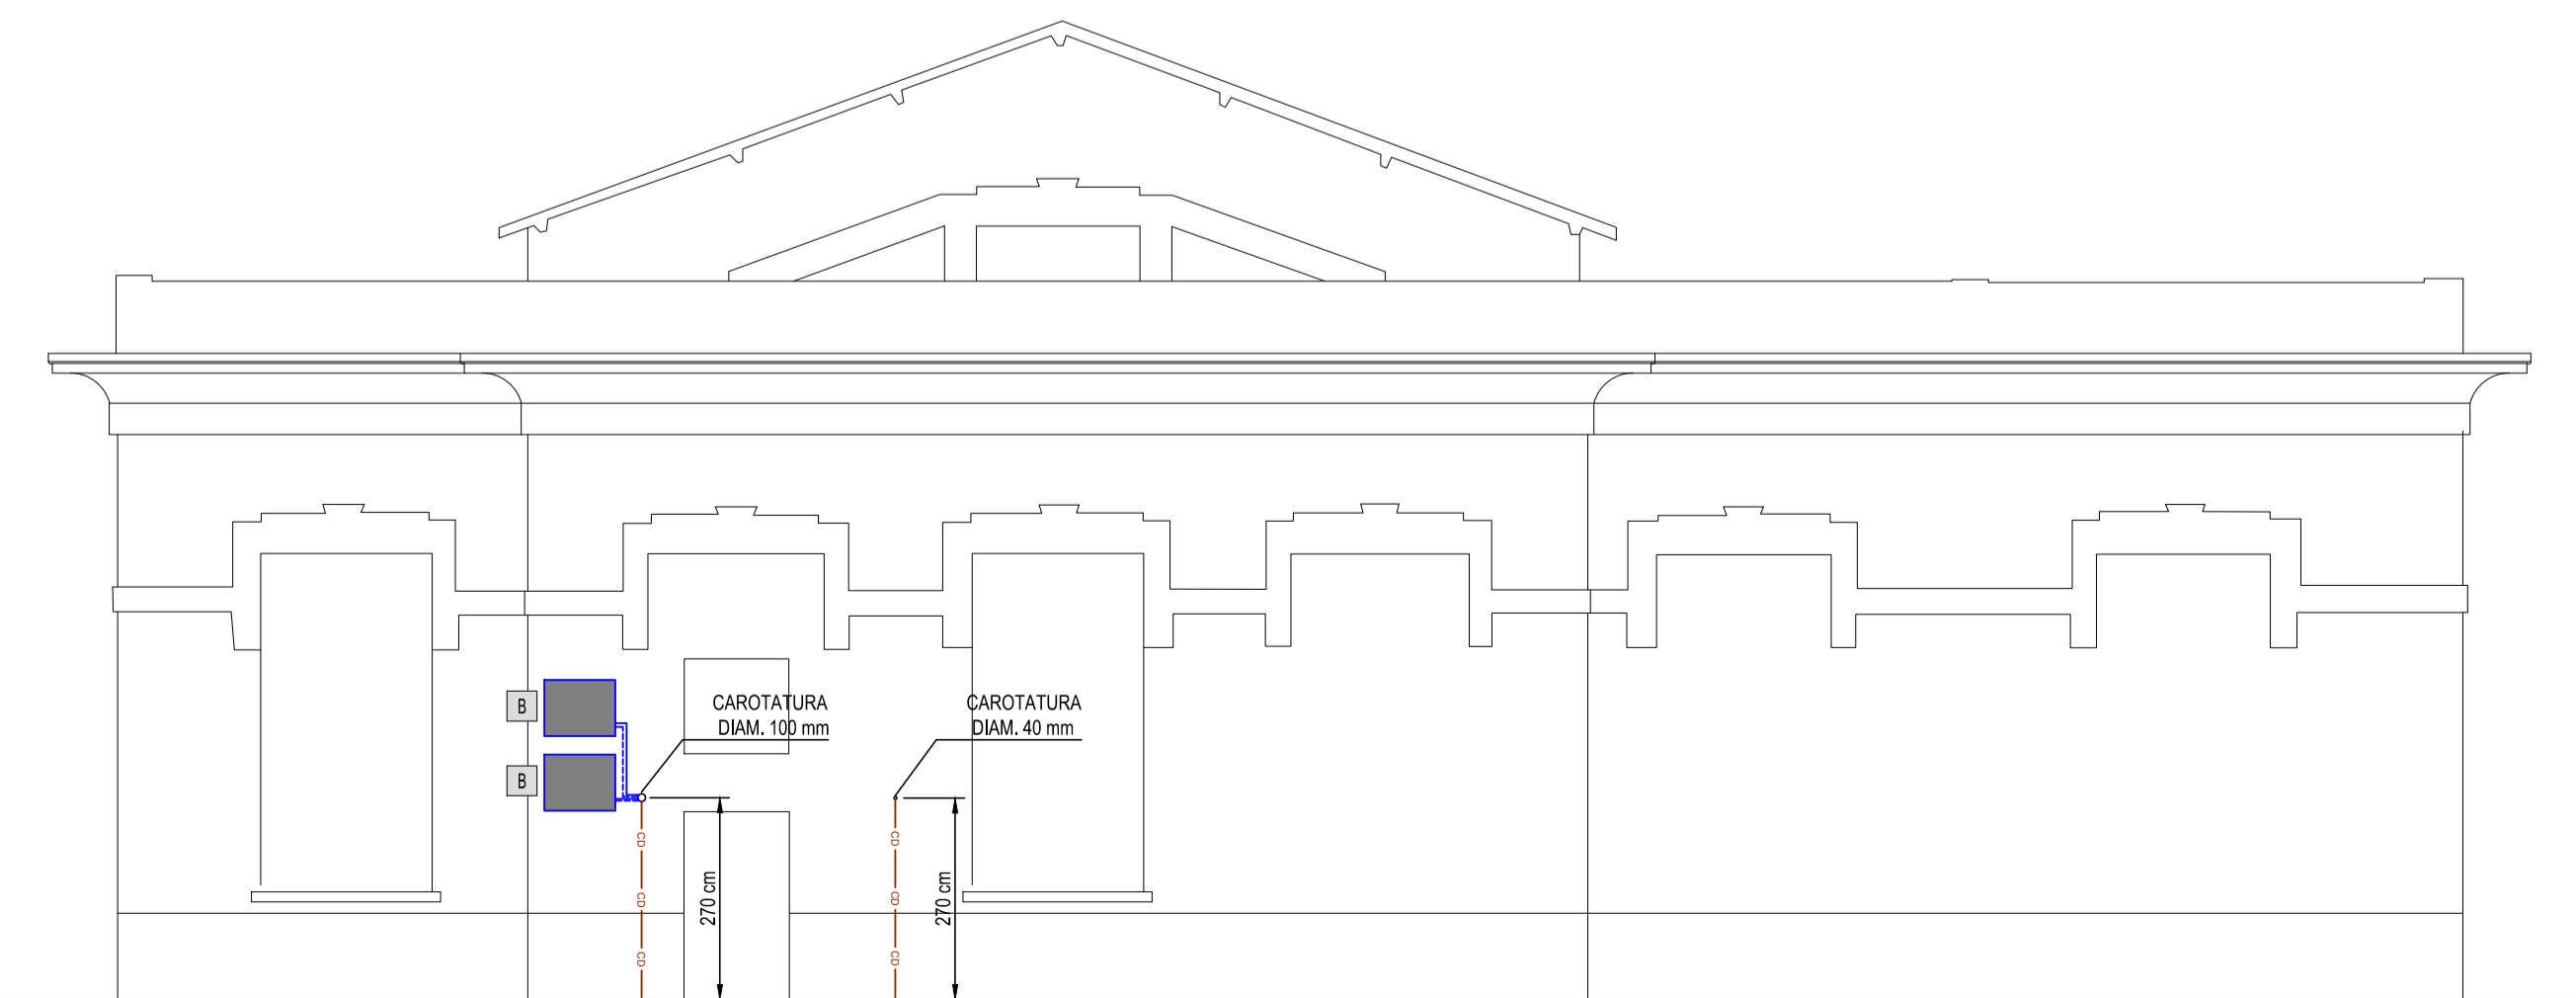 B
CAROTATURA
DIAM. 100 mm
CAROTATURA
DIAM. 40 mm
B
CD
CD
CD
270 cm
CD
CD
CD
270 cm